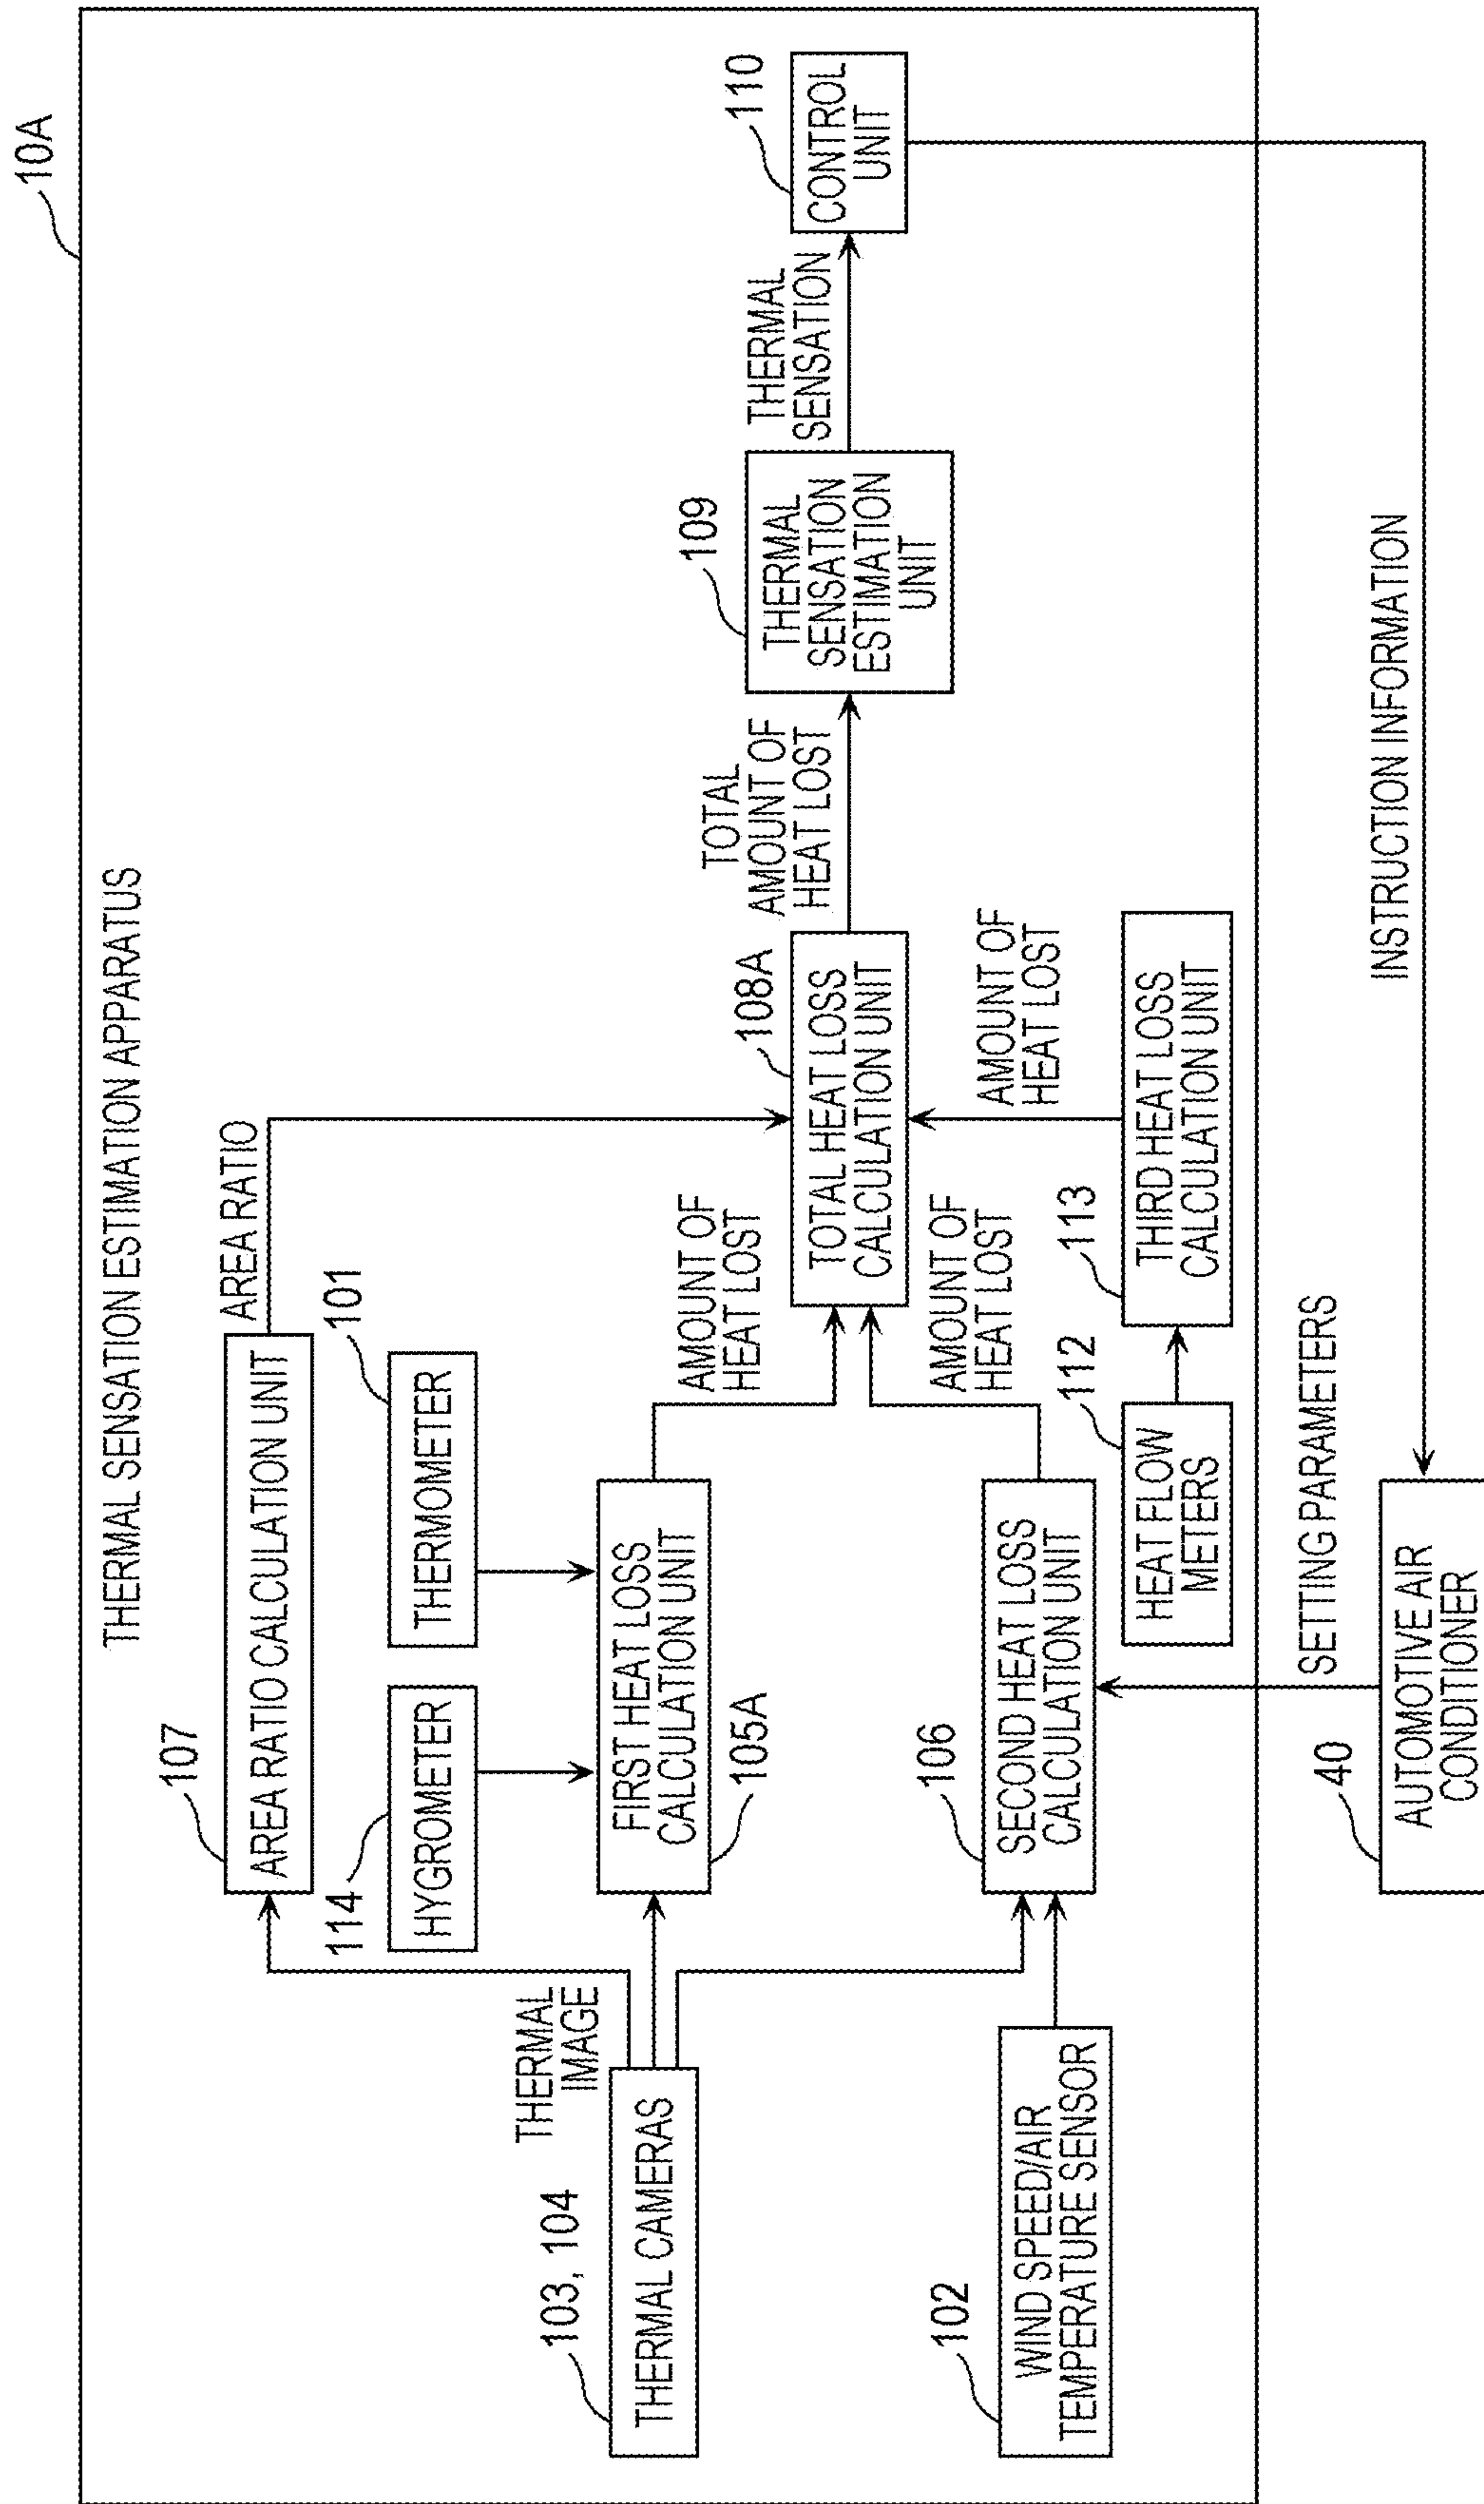 10A
THERMAL SENSATION ESTIMATION APPARATUS
107
AREA RATIO CALCULATION UNIT
AREA RATIO
114
HYGROMETER
101
THERMOMETER
THERMAL
IMAGE
103, 104
THERMAL CAMERAS
FIRST HEAT LOSS
CALCULATION UNIT
105A
AMOUNT OF
HEAT LOST
108A
TOTAL HEAT LOSS
CALCULATION UNIT
TOTAL
AMOUNT OF
HEAT LOST
109
THERMAL
SENSATION
ESTIMATION
UNIT
THERMAL
SENSATION
110
CONTROL
UNIT
102
WIND SPEED/AIR
TEMPERATURE SENSOR
106
SECOND HEAT LOSS
CALCULATION UNIT
AMOUNT OF
HEAT LOST
AMOUNT OF
HEAT LOST
112
HEAT FLOW
METERS
113
THIRD HEAT LOSS
CALCULATION UNIT
SETTING PARAMETERS
40
AUTOMOTIVE AIR
CONDITIONER
INSTRUCTION INFORMATION